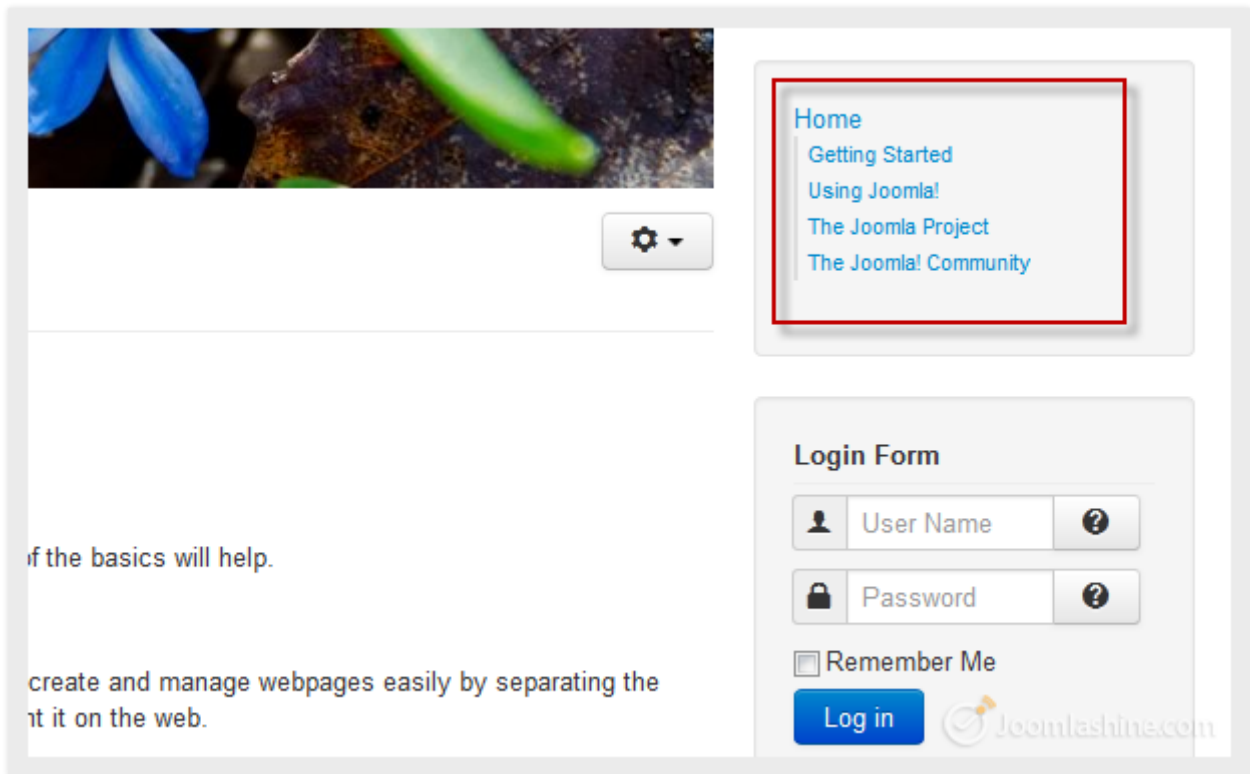 Home
Getting Started
Using Joomla!
The Joomla Project
The Joomla! Community
of the basics will help.
create and manage webpages easily by separating the
nt it on the web.
Login Form
User Name
Password
Remember Me
Log in
Joomlashine.com